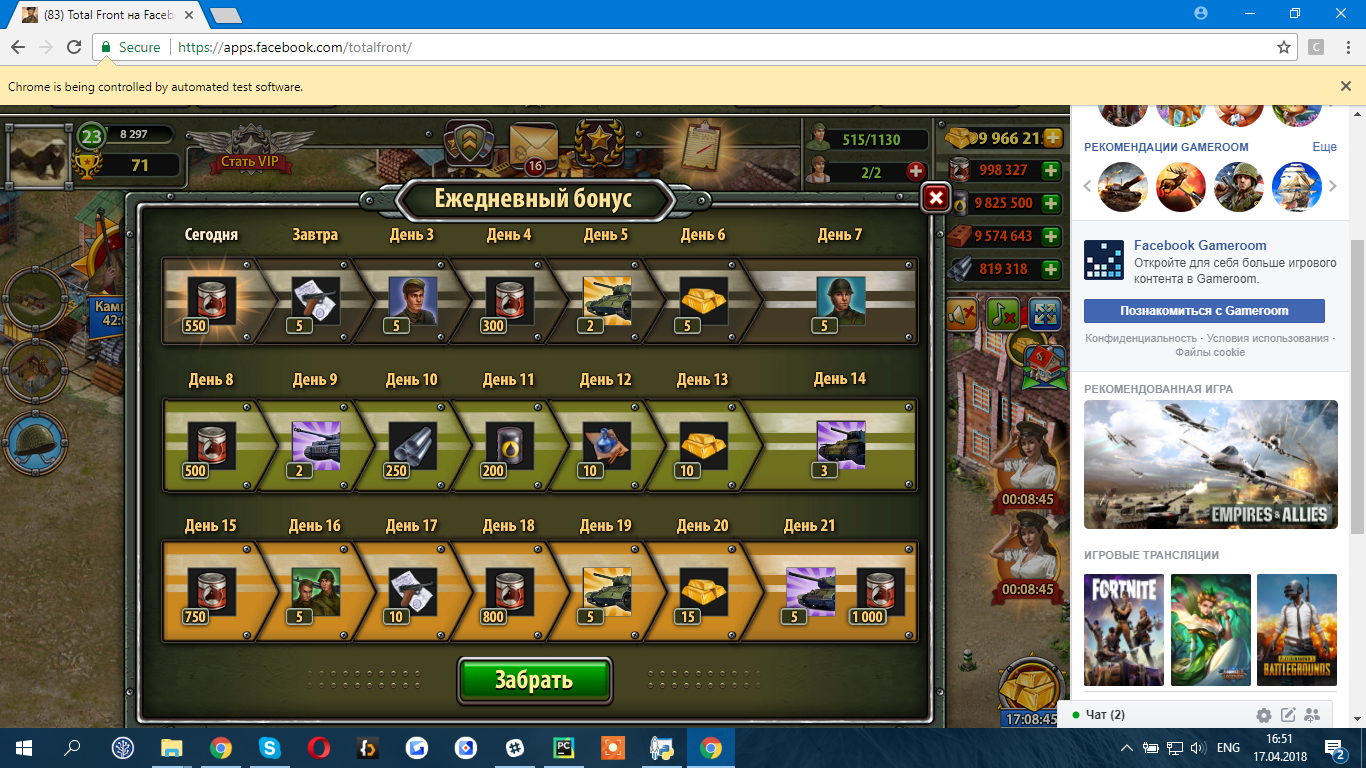 (83) Total Front на Faceb
Secure https://apps.facebook.com/totalfront/
Chrome is being controlled by automated test software.
23 8 297
71
Стать VIP
16
515/1130
2/2
99 966 21
998 327
9 825 500
9 574 643
819 318
Ежедневный бонус
Сегодня Завтра День 3 День 4 День 5 День 6 День 7
550 5 5 300 2 5 5
День 8 День 9 День 10 День 11 День 12 День 13 День 14
500 2 250 200 10 10 3
День 15 День 16 День 17 День 18 День 19 День 20 День 21
750 5 10 800 5 15 5 1 000
Забрать
00:08:45
00:08:45
17:08:45
РЕКОМЕНДАЦИИ GAMEROOM Еще
Facebook Gameroom
Откройте для себя больше игрового
контента в Gameroom.
Познакомиться с Gameroom
Конфиденциальность · Условия использования ·
Файлы cookie
РЕКОМЕНДОВАННАЯ ИГРА
EMPIRES & ALLIES
ИГРОВЫЕ ТРАНСЛЯЦИИ
FORTNITE
BATTLEGROUNDS
Чат (2)
ENG
16:51
17.04.2018
2